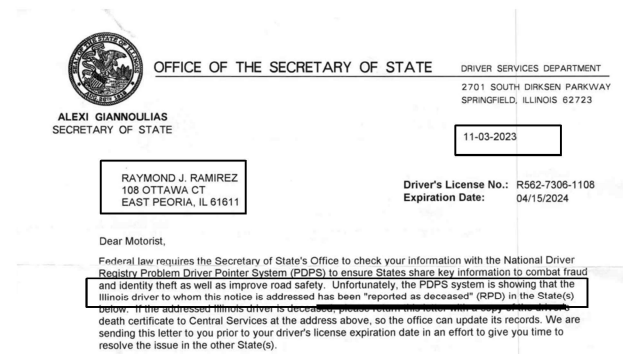 OFFICE OF THE SECRETARY OF STATE
DRIVER SERVICES DEPARTMENT
2701 SOUTH DIRKSEN PARKWAY
SPRINGFIELD, ILLINOIS 62723
ALEXI GIANNOULIAS
SECRETARY OF STATE
11-03-2023
RAYMOND J. RAMIREZ
108 OTTAWA CT
EAST PEORIA, IL 61611
Driver's License No.: R562-7306-1108
Expiration Date: 04/15/2024
Dear Motorist,
Federal law requires the Secretary of State's Office to check your information with the National Driver
Registry Problem Driver Pointer System (PDPS) to ensure States share key information to combat fraud
and identity theft as well as improve road safety. Unfortunately, the PDPS system is showing that the
Illinois driver to whom this notice is addressed has been "reported as deceased" (RPD) in the State(s)
below. If the addressed Illinois driver is deceased, please return this letter with a copy of the driver's
death certificate to Central Services at the address above, so the office can update its records. We are
sending this letter to you prior to your driver's license expiration date in an effort to give you time to
resolve the issue in the other State(s).